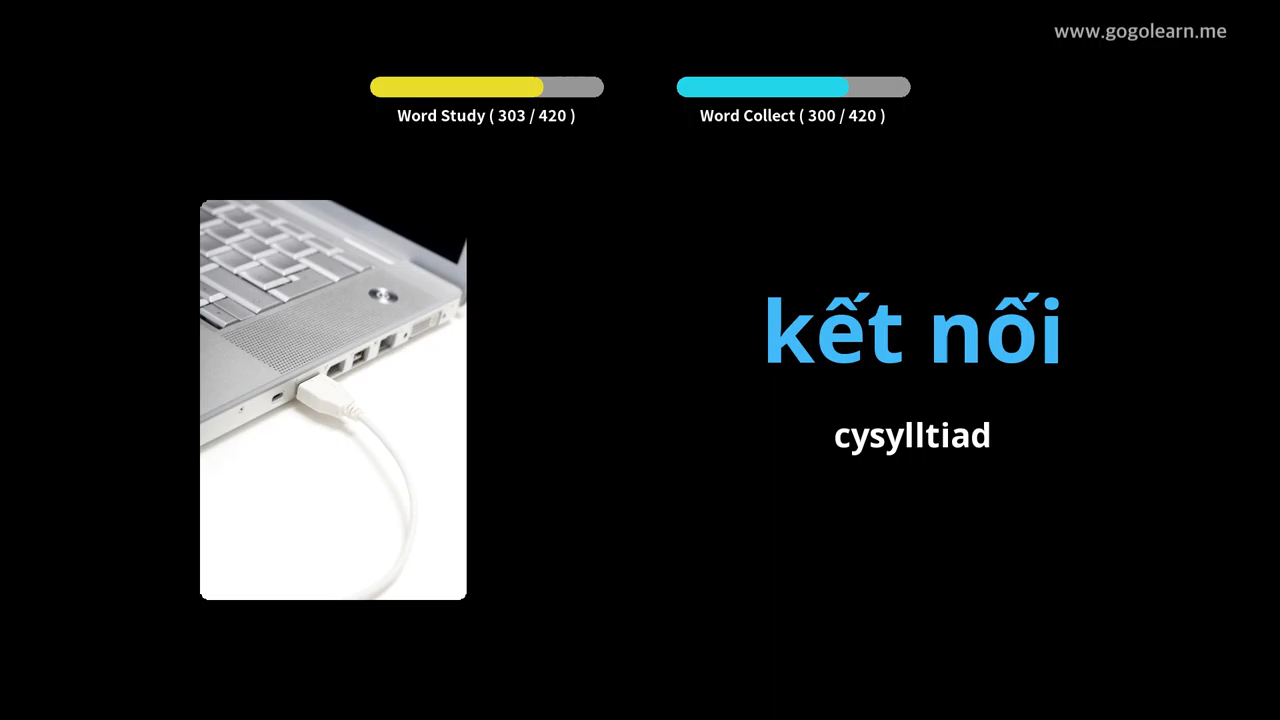 www.gogolearn.me
Word Study ( 303 / 420 )
Word Collect ( 300 / 420 )
kết nối
cysylltiad